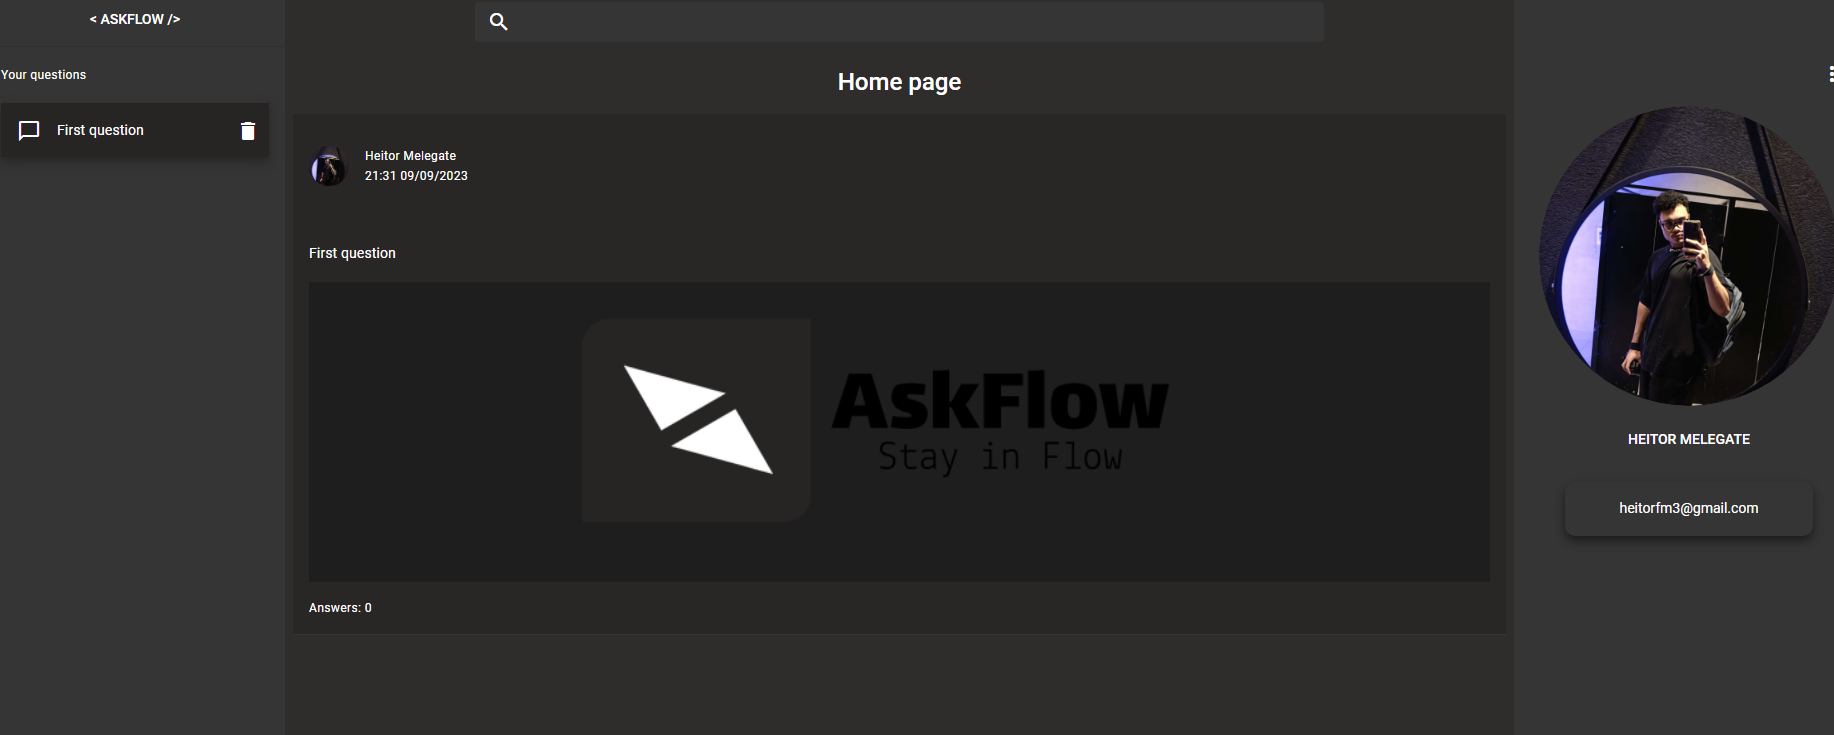 < ASKFLOW />
Your questions
First question
Home page
Heitor Melegate
21:31 09/09/2023
First question
AskFlow
Stay in Flow
Answers: 0
HEITOR MELEGATE
heitorfm3@gmail.com